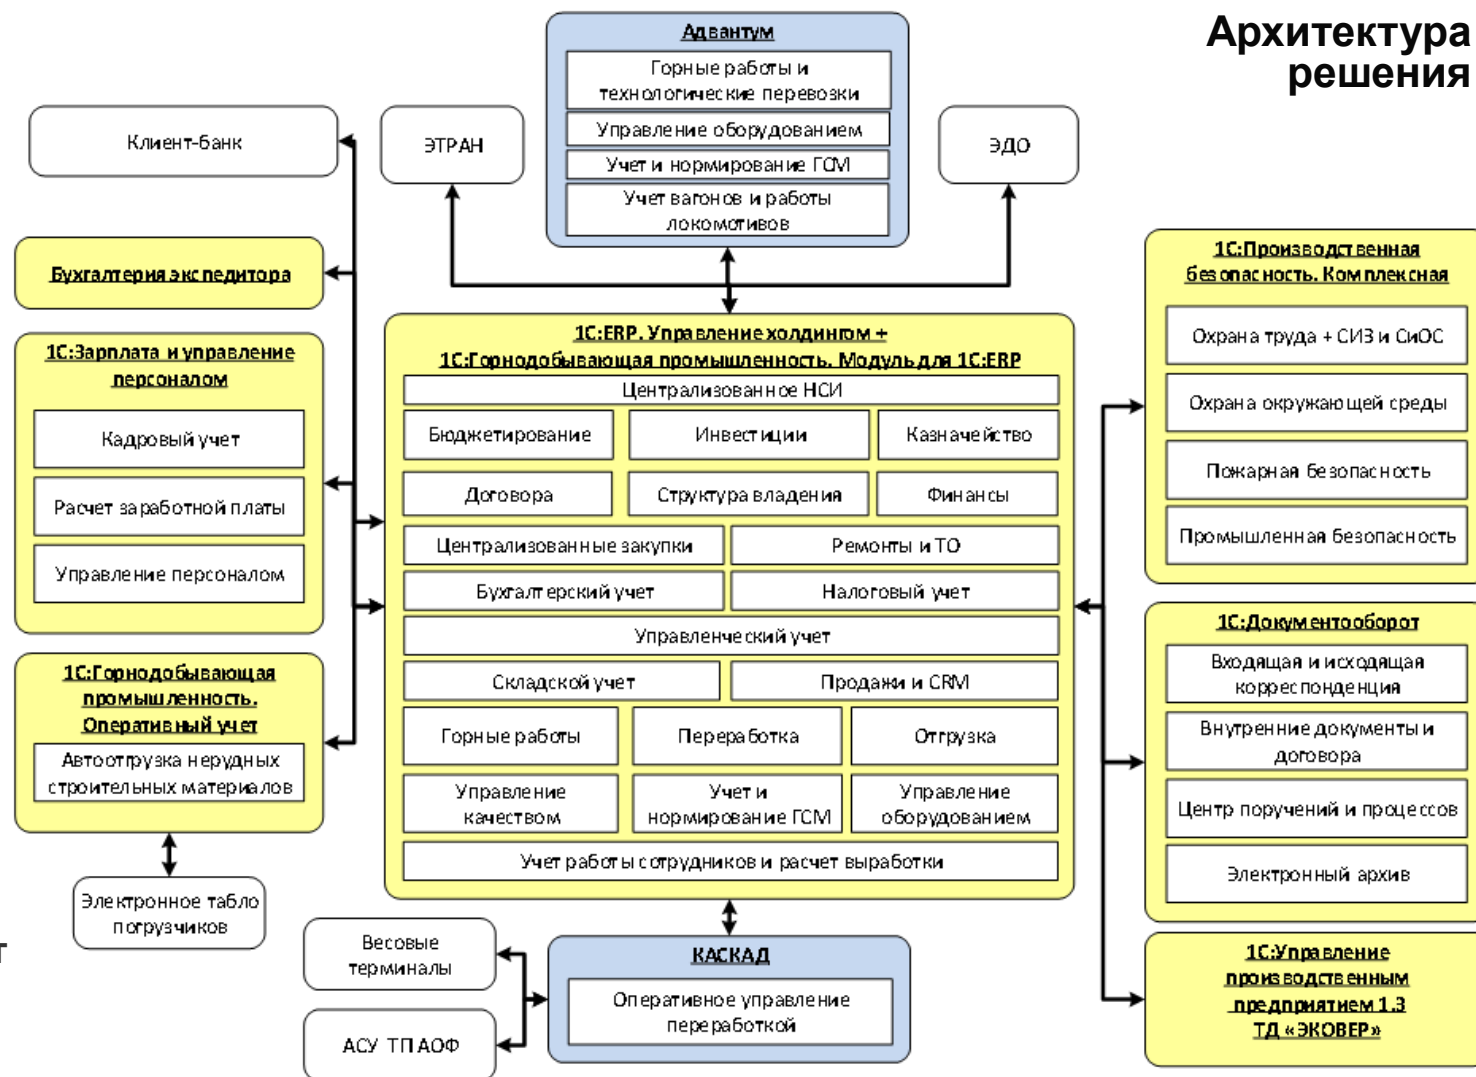 Архитектура
решения
Адвантум
Горные работы и
технологические перевозки
Управление оборудованием
Учет и нормирование ГСМ
Учет вагонов и работы
локомотивов
Клиент-банк
ЭТРАН
ЭДО
Бухгалтерия экспедитора
1С:Зарплата и управление
персоналом
Кадровый учет
Расчет заработной платы
Управление персоналом
1С:Горнодобывающая
промышленность.
Оперативный учет
Автоотгрузка нерудных
строительных материалов
Электронное табло
погрузчиков
т
1С:ERP. Управление холдингом +
1С:Горнодобывающая промышленность. Модуль для 1С:ERP
Централизованное НСИ
Бюджетирование
Инвестиции
Казначейство
Договора
Структура владения
Финансы
Централизованные закупки
Ремонты и ТО
Бухгалтерский учет
Налоговый учет
Управленческий учет
Складской учет
Продажи и CRM
Горные работы
Переработка
Отгрузка
Управление
качеством
Учет и
нормирование ГСМ
Управление
оборудованием
Учет работы сотрудников и расчет выработки
Весовые
терминалы
АСУ ТП АОФ
КАСКАД
Оперативное управление
переработкой
1С:Производственная
безопасность. Комплексная
Охрана труда + СИЗ и СиОС
Охрана окружающей среды
Пожарная безопасность
Промышленная безопасность
1С:Документооборот
Входящая и исходящая
корреспонденция
Внутренние документы и
договора
Центр поручений и процессов
Электронный архив
1С:Управление
производственным
предприятием 1.3
ТД «ЭКОВЕР»